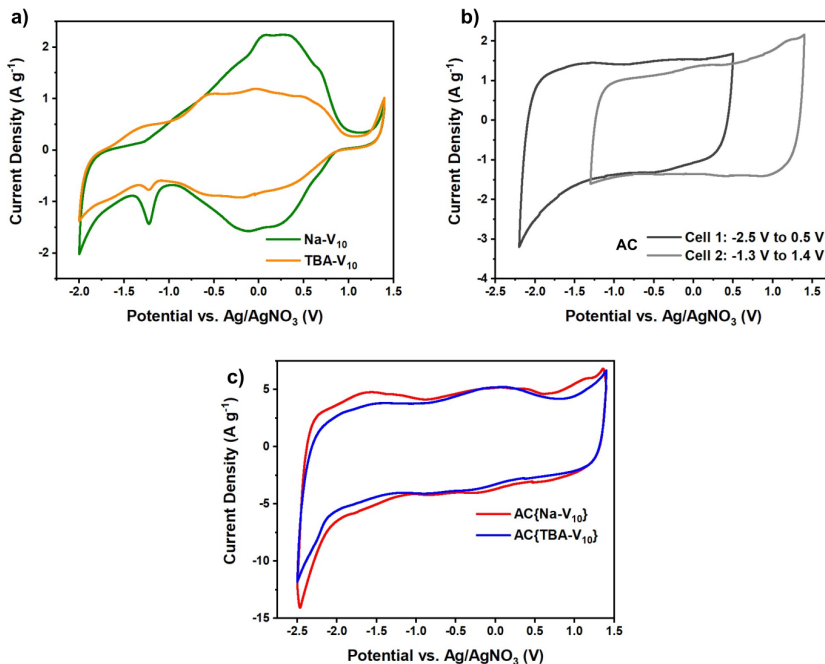 a)
Current Density (A g⁻¹)
2
1
0
-1
-2
Na-V₁₀
TBA-V₁₀
-2.0 -1.5 -1.0 -0.5 0.0 0.5 1.0 1.5
Potential vs. Ag/AgNO₃ (V)
b)
Current Density (A g⁻¹)
2
1
0
-1
-2
-3
-4
AC
Cell 1: -2.5 V to 0.5 V
Cell 2: -1.3 V to 1.4 V
-2.0 -1.5 -1.0 -0.5 0.0 0.5 1.0 1.5
Potential vs. Ag/AgNO₃ (V)
c)
Current Density (A g⁻¹)
5
0
-5
-10
-15
AC{Na-V₁₀}
AC{TBA-V₁₀}
-2.5 -2.0 -1.5 -1.0 -0.5 0.0 0.5 1.0 1.5
Potential vs. Ag/AgNO₃ (V)